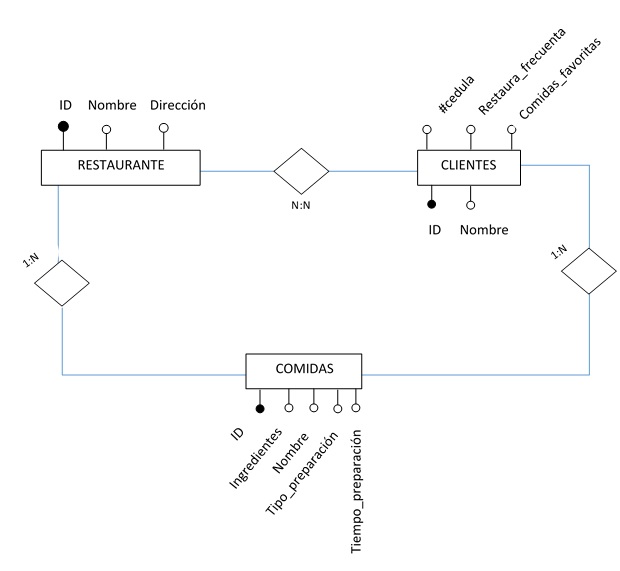 #cedula
Restaura_frecuenta
Comidas_favoritas
ID
Nombre
Dirección
RESTAURANTE
CLIENTES
N:N
ID
Nombre
1:N
1:N
COMIDAS
ID
Ingredientes
Nombre
Tipo_preparación
Tiempo_preparación